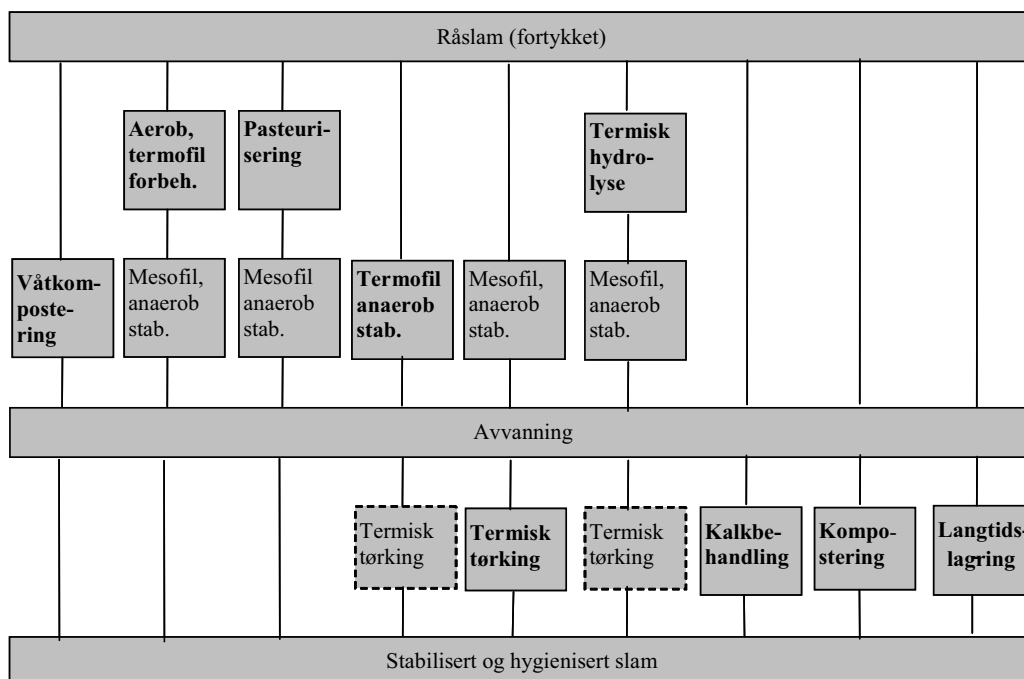 Råslam (fortykket)
Aerob,
termofil
forbeh.
Pasteuri-
sering
Termisk
hydro-
lyse
Våtkom-
poste-
ring
Mesofil,
anaerob
stab.
Mesofil
anaerob
stab.
Termofil
anaerob
stab.
Mesofil,
anaerob
stab.
Mesofil,
anaerob
stab.
Avvanning
Termisk
tørking
Termisk
tørking
Termisk
tørking
Kalkbe-
handling
Kompo-
stering
Langtids-
lagring
Stabilisert og hygienisert slam